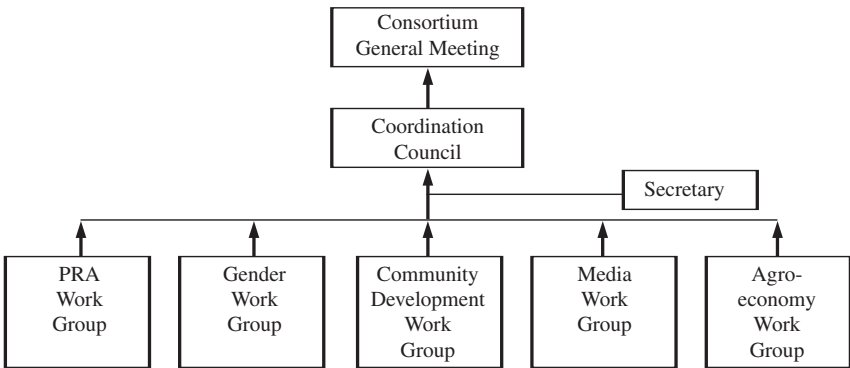 Consortium
General Meeting
Coordination
Council
Secretary
PRA
Work
Group
Gender
Work
Group
Community
Development
Work
Group
Media
Work
Group
Agro-
economy
Work
Group